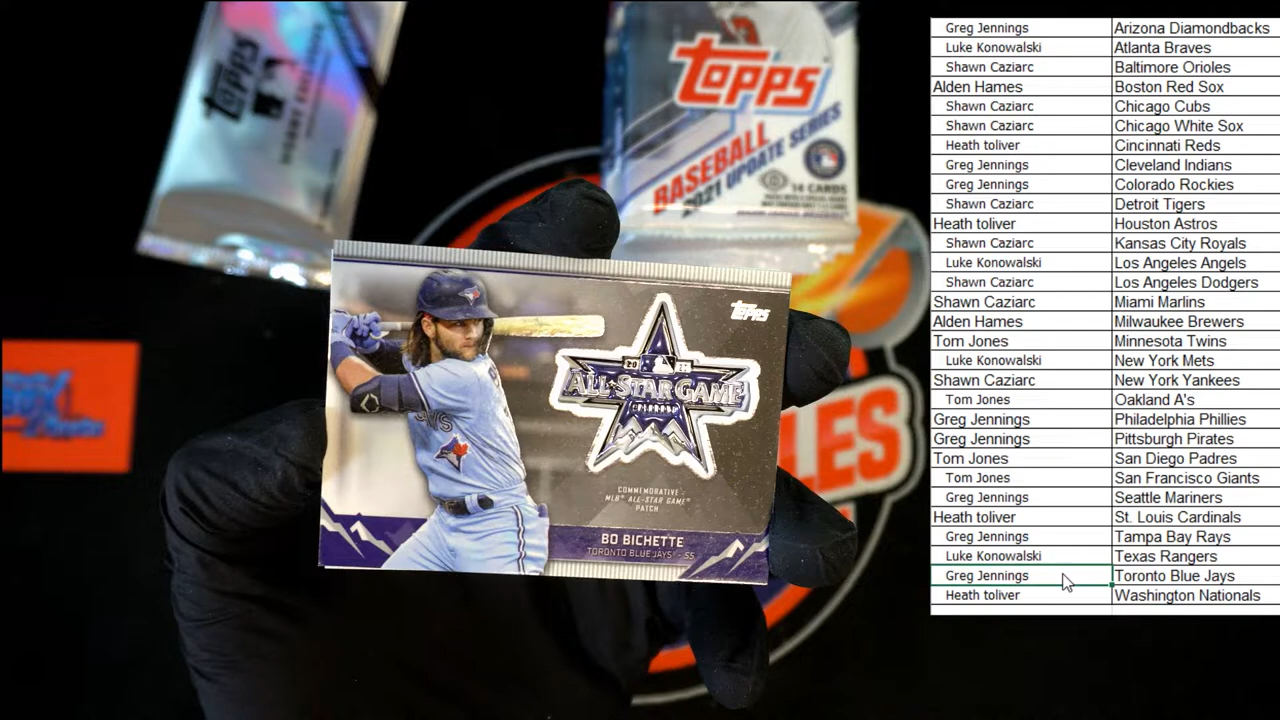 topps
topps
BASEBALL
2021 UPDATE SERIES
14 CARDS
topps
ALL-STAR GAME
COLORADO
COMMEMORATIVE
MLB® ALL-STAR GAME®
PATCH
BO BICHETTE
TORONTO BLUE JAYS® - SS
LES
Greg Jennings Arizona Diamondbacks
Luke Konowalski Atlanta Braves
Shawn Caziarc Baltimore Orioles
Alden Hames Boston Red Sox
Shawn Caziarc Chicago Cubs
Shawn Caziarc Chicago White Sox
Heath toliver Cincinnati Reds
Greg Jennings Cleveland Indians
Greg Jennings Colorado Rockies
Shawn Caziarc Detroit Tigers
Heath toliver Houston Astros
Shawn Caziarc Kansas City Royals
Luke Konowalski Los Angeles Angels
Shawn Caziarc Los Angeles Dodgers
Shawn Caziarc Miami Marlins
Alden Hames Milwaukee Brewers
Tom Jones Minnesota Twins
Luke Konowalski New York Mets
Shawn Caziarc New York Yankees
Tom Jones Oakland A's
Greg Jennings Philadelphia Phillies
Greg Jennings Pittsburgh Pirates
Tom Jones San Diego Padres
Tom Jones San Francisco Giants
Greg Jennings Seattle Mariners
Heath toliver St. Louis Cardinals
Greg Jennings Tampa Bay Rays
Luke Konowalski Texas Rangers
Greg Jennings Toronto Blue Jays
Heath toliver Washington Nationals